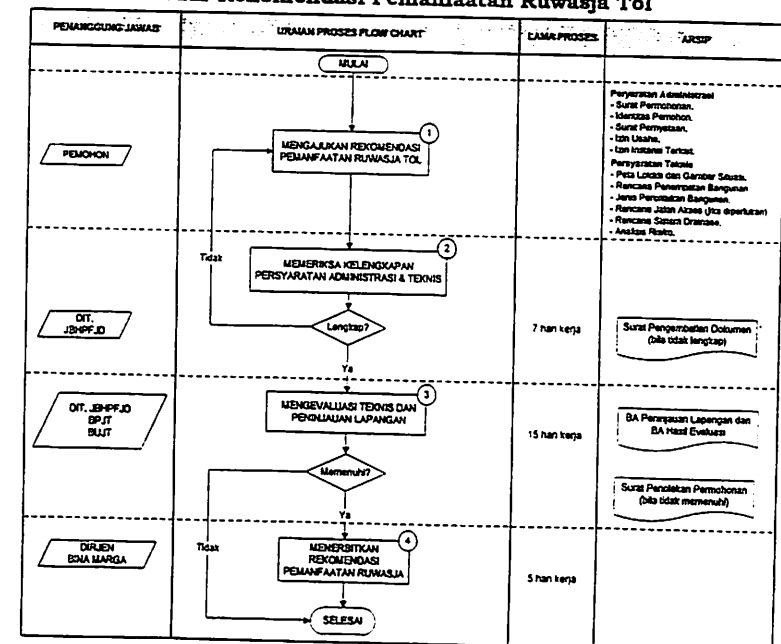 Rekomendasi Pemanfaatan Ruwasja Tol
PENANGGUNG JAWAB
URAIAN PROSES FLOW CHART
LAMA PROSES
ARSIP
MULAI
PEMOHON
1
MENGAJUKAN REKOMENDASI
PEMANFAATAN RUWASJA TOL
Persyaratan Administrasi
- Surat Permohonan.
- Identitas Pemohon.
- Surat Pernyataan.
- Izin Usaha.
- Izin Instansi Terkait.
Persyaratan Teknis
- Peta Lokasi dan Gambar Situasi.
- Rencana Penempatan Bangunan
- Jenis Peruntukan Bangunan.
- Rencana Jalan Akses (jika diperlukan)
- Rencana Sistem Drainase.
- Analisis Risiko.
2
MEMERIKSA KELENGKAPAN
PERSYARATAN ADMINISTRASI & TEKNIS
Tidak
DIT.
JBHPFJD
Lengkap?
7 hari kerja
Surat Pengembalian Dokumen
(bila tidak lengkap)
Ya
DIT. JBHPFJD
BPJT
BUJT
3
MENGEVALUASI TEKNIS DAN
PENINJAUAN LAPANGAN
15 hari kerja
BA Peninjauan Lapangan dan
BA Hasil Evaluasi
Memenuhi?
Surat Penolakan Permohonan
(bila tidak memenuhi)
Ya
DIRJEN
BINA MARGA
Tidak
4
MENERBITKAN
REKOMENDASI
PEMANFAATAN RUWASJA
5 hari kerja
SELESAI